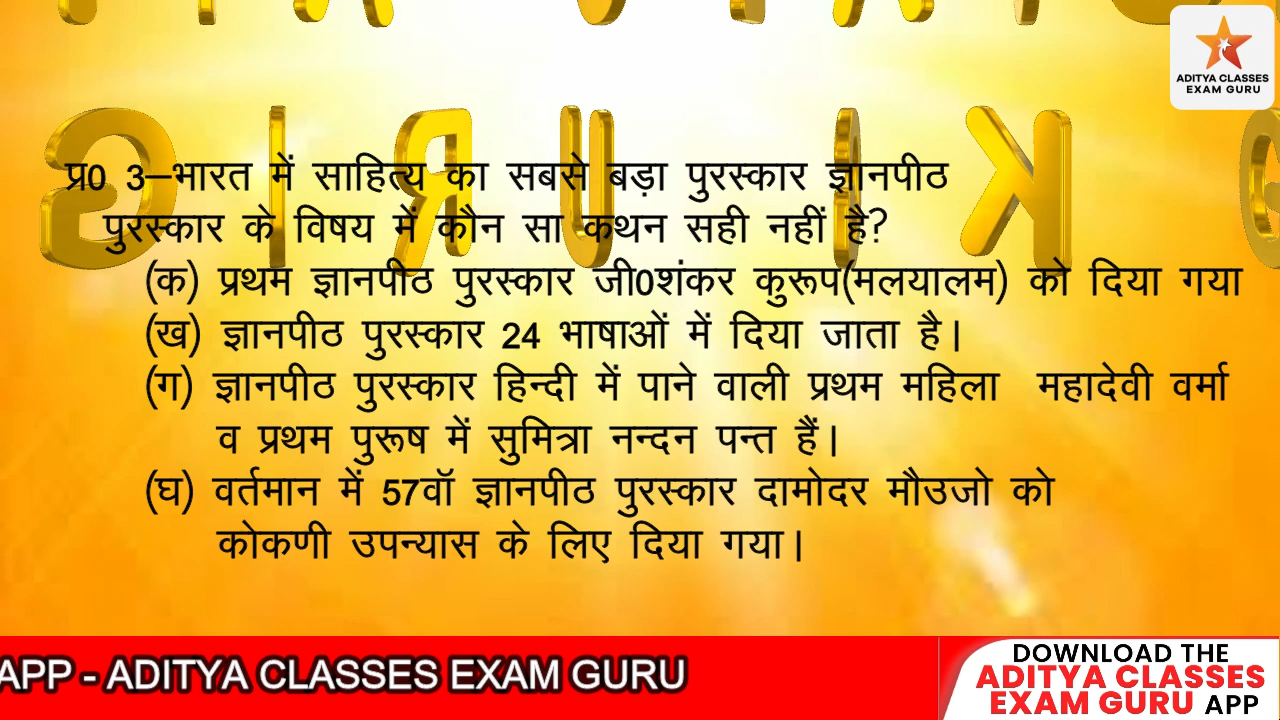 ADITYA CLASSES
EXAM GURU
प्र0 3–भारत में साहित्य का सबसे बड़ा पुरस्कार ज्ञानपीठ
पुरस्कार के विषय में कौन सा कथन सही नहीं है?
(क) प्रथम ज्ञानपीठ पुरस्कार जी0शंकर कुरूप(मलयालम) को दिया गया
(ख) ज्ञानपीठ पुरस्कार 24 भाषाओं में दिया जाता है।
(ग) ज्ञानपीठ पुरस्कार हिन्दी में पाने वाली प्रथम महिला महादेवी वर्मा
व प्रथम पुरूष में सुमित्रा नन्दन पन्त हैं।
(घ) वर्तमान में 57वॉ ज्ञानपीठ पुरस्कार दामोदर मौउजो को
कोकणी उपन्यास के लिए दिया गया।
APP - ADITYA CLASSES EXAM GURU
DOWNLOAD THE
ADITYA CLASSES
EXAM GURU APP